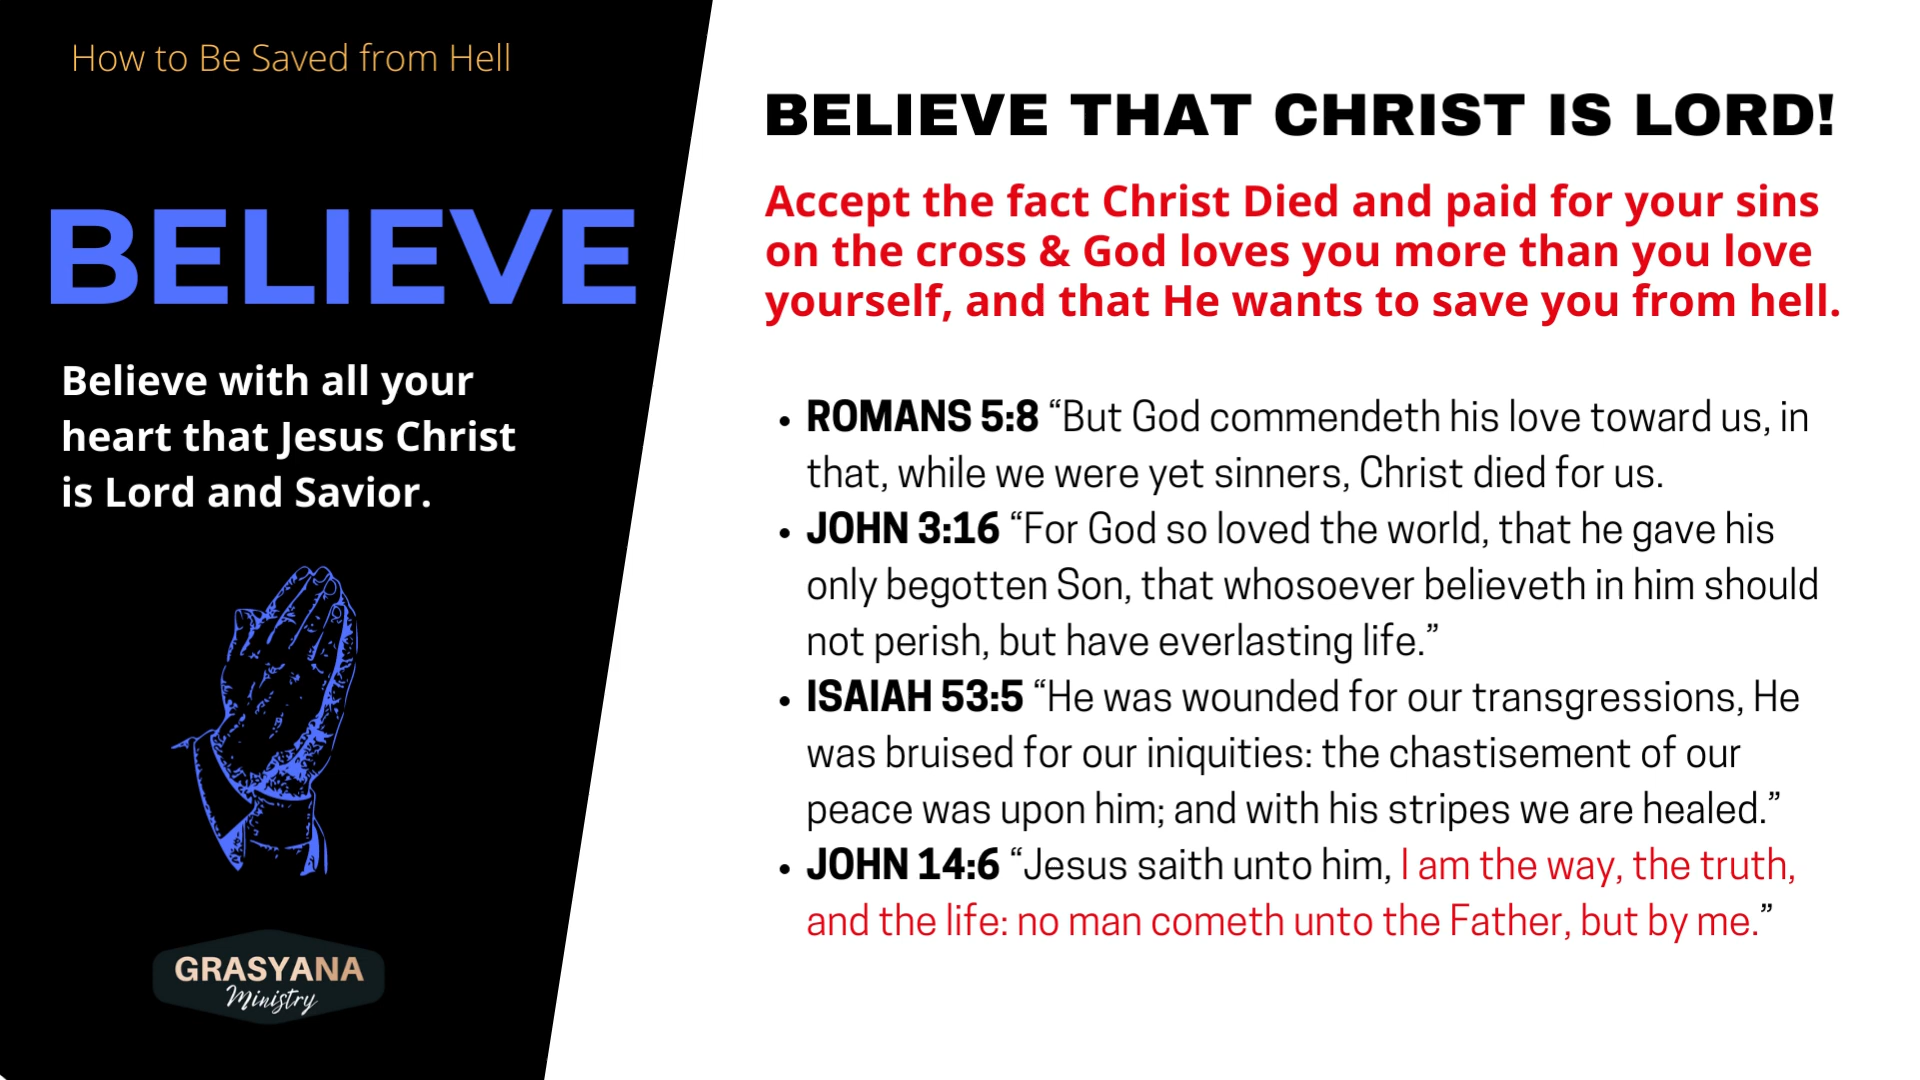 How to Be Saved from Hell
BELIEVE
Believe with all your
heart that Jesus Christ
is Lord and Savior.
GRASYANA
Ministry
BELIEVE THAT CHRIST IS LORD!
Accept the fact Christ Died and paid for your sins
on the cross & God loves you more than you love
yourself, and that He wants to save you from hell.
• ROMANS 5:8 “But God commendeth his love toward us, in
that, while we were yet sinners, Christ died for us.
• JOHN 3:16 “For God so loved the world, that he gave his
only begotten Son, that whosoever believeth in him should
not perish, but have everlasting life.”
• ISAIAH 53:5 “He was wounded for our transgressions, He
was bruised for our iniquities: the chastisement of our
peace was upon him; and with his stripes we are healed.”
• JOHN 14:6 “Jesus saith unto him, I am the way, the truth,
and the life: no man cometh unto the Father, but by me.”